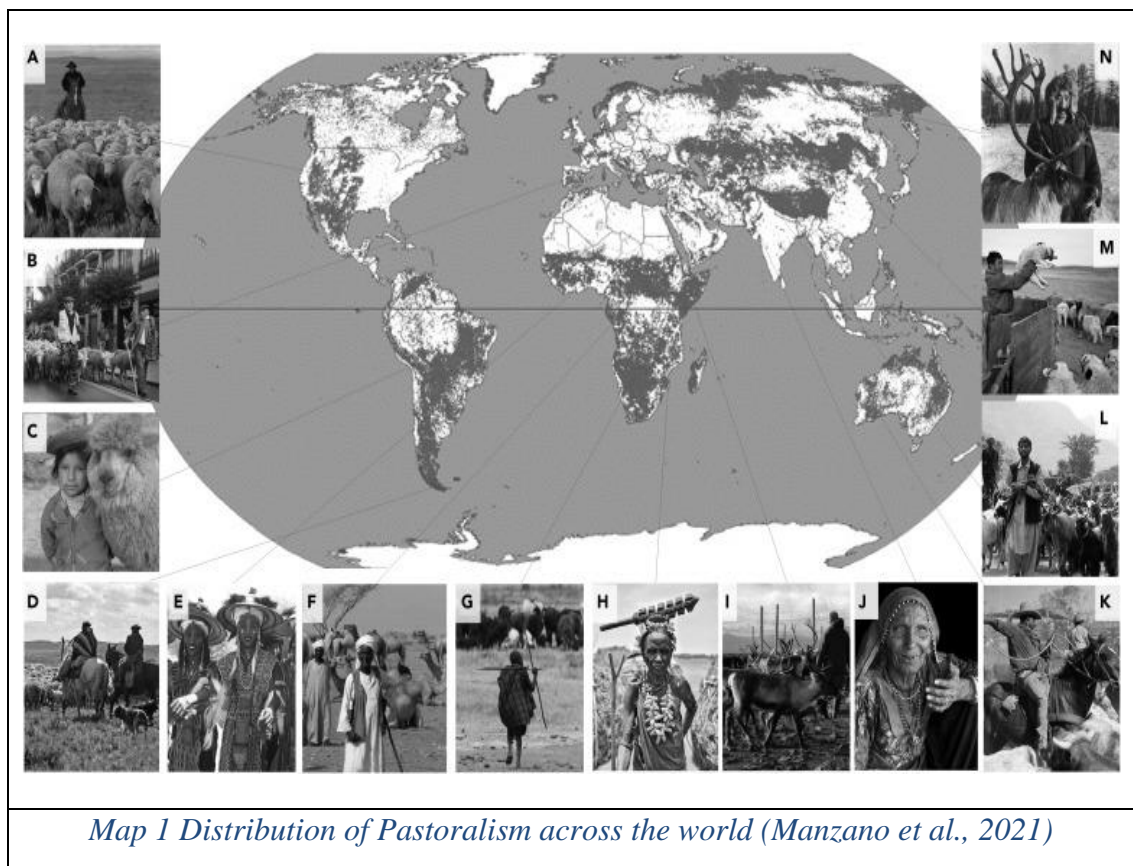 A
B
C
D
E
F
G
H
I
J
K
L
M
N
Map 1 Distribution of Pastoralism across the world (Manzano et al., 2021)